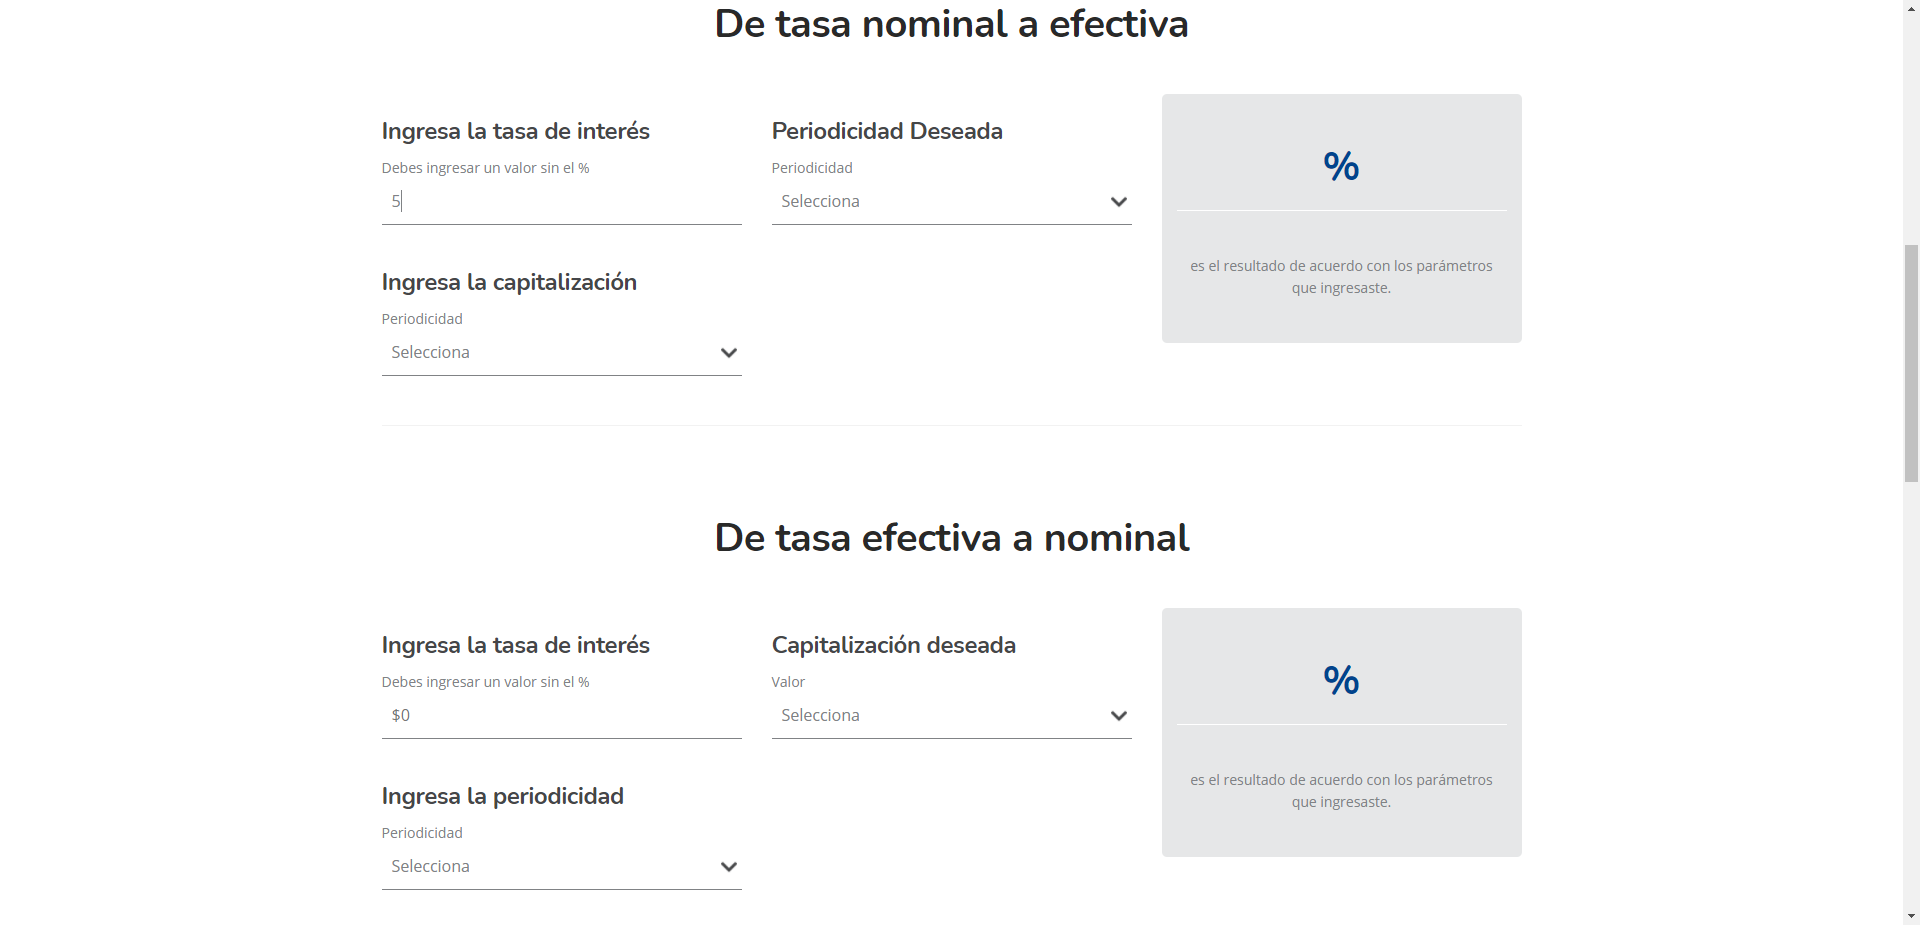 De tasa nominal a efectiva
Ingresa la tasa de interés
Debes ingresar un valor sin el %
5
Periodicidad Deseada
Periodicidad
Selecciona
Ingresa la capitalización
Periodicidad
Selecciona
%
es el resultado de acuerdo con los parámetros
que ingresaste.
De tasa efectiva a nominal
Ingresa la tasa de interés
Debes ingresar un valor sin el %
$0
Capitalización deseada
Valor
Selecciona
Ingresa la periodicidad
Periodicidad
Selecciona
%
es el resultado de acuerdo con los parámetros
que ingresaste.